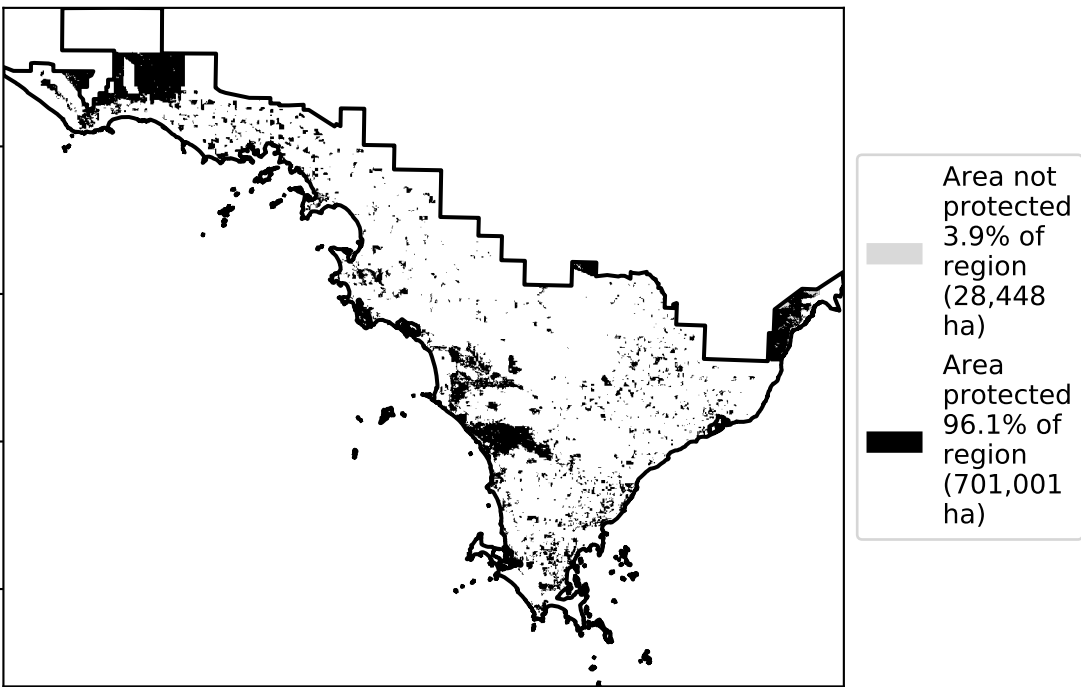 Area not
protected
3.9% of
region
(28,448
ha)
Area
protected
96.1% of
region
(701,001
ha)